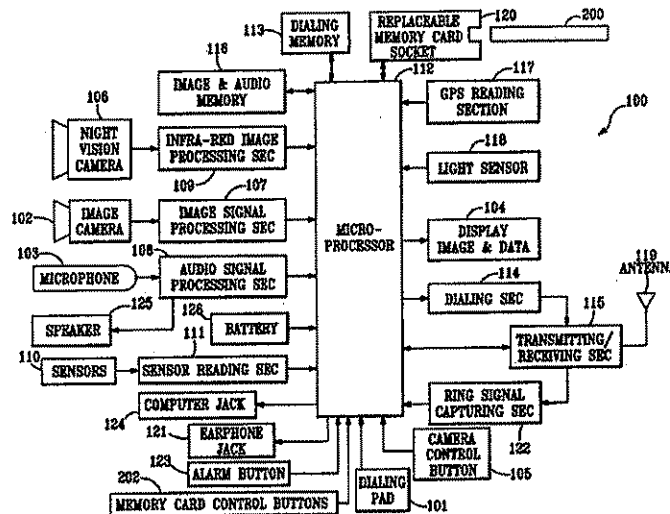 113
DIALING
MEMORY
REPLACEABLE
MEMORY CARD
SOCKET
120
200
112
118
IMAGE & AUDIO
MEMORY
117
GPS READING
SECTION
100
106
NIGHT
VISION
CAMERA
INFRA-RED IMAGE
PROCESSING SEC
109
118
LIGHT SENSOR
107
102
IMAGE
CAMERA
IMAGE SIGNAL
PROCESSING SEC
MICRO-
PROCESSOR
104
DISPLAY
IMAGE & DATA
103
MICROPHONE
108
AUDIO SIGNAL
PROCESSING SEC
114
DIALING SEC
119
ANTENNA
125
SPEAKER
126
BATTERY
115
TRANSMITTING/
RECEIVING SEC
110
SENSORS
111
SENSOR READING SEC
124
COMPUTER JACK
RING SIGNAL
CAPTURING SEC
122
121
EARPHONE
JACK
123
ALARM BUTTON
CAMERA
CONTROL
BUTTON
105
202
MEMORY CARD CONTROL BUTTONS
DIALING
PAD
101